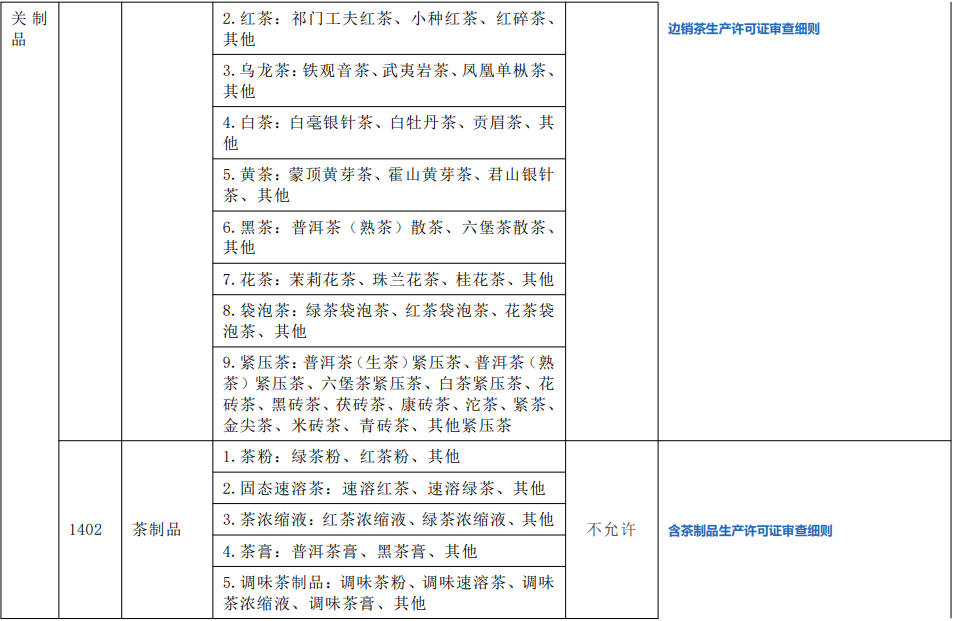 关 制
品
2.红茶：祁门工夫红茶、小种红茶、红碎茶、
其他
边销茶生产许可证审查细则
3.乌龙茶：铁观音茶、武夷岩茶、凤凰单枞茶、
其他
4.白茶：白毫银针茶、白牡丹茶、贡眉茶、其
他
5.黄茶：蒙顶黄芽茶、霍山黄芽茶、君山银针
茶、其他
6.黑茶：普洱茶（熟茶）散茶、六堡茶散茶、
其他
7.花茶：茉莉花茶、珠兰花茶、桂花茶、其他
8.袋泡茶：绿茶袋泡茶、红茶袋泡茶、花茶袋
泡茶、其他
9.紧压茶：普洱茶（生茶）紧压茶、普洱茶（熟
茶）紧压茶、六堡茶紧压茶、白茶紧压茶、花
砖茶、黑砖茶、茯砖茶、康砖茶、沱茶、紧茶、
金尖茶、米砖茶、青砖茶、其他紧压茶
1402
茶制品
1.茶粉：绿茶粉、红茶粉、其他
2.固态速溶茶：速溶红茶、速溶绿茶、其他
3.茶浓缩液：红茶浓缩液、绿茶浓缩液、其他
4.茶膏：普洱茶膏、黑茶膏、其他
5.调味茶制品：调味茶粉、调味速溶茶、调味
茶浓缩液、调味茶膏、其他
不允许
含茶制品生产许可证审查细则